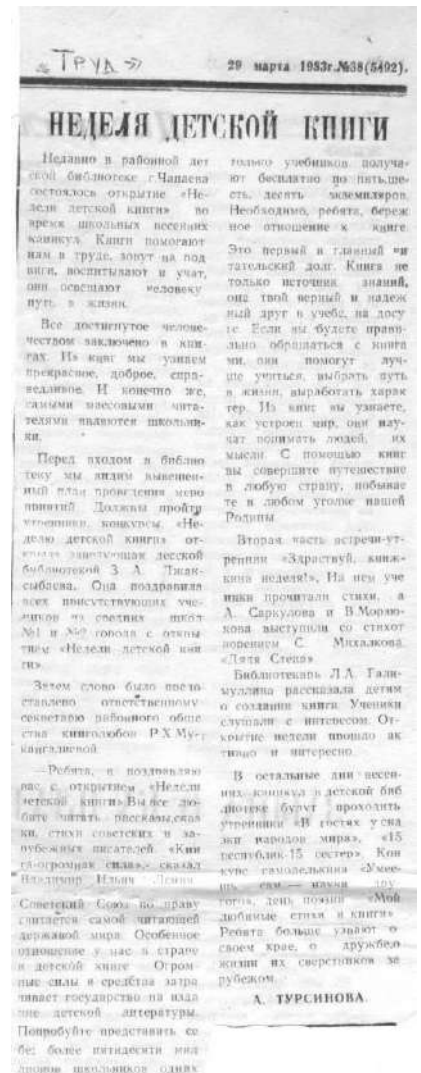 « ТРУД »
29 марта 1983г.№38(5492).
НЕДЕЛЯ ДЕТСКОЙ КНИГИ
Недавно в районной дет
ской библиотеке г.Чапаева
состоялось открытие «Не-
дели детской книги» во
время школьных весенних
каникул. Книги помогают
нам в труде, зовут на под
виги, воспитывают и учат,
они освещают человеку
путь в жизни.
Все достигнутое челове-
чеством заключено в кни-
гах. Из книг мы узнаем
прекрасное, доброе, спра-
ведливое. И конечно же,
самыми массовыми чита-
телями являются школьни-
ки.
Перед входом в библио
теку мы видим вывешен-
ный план проведения меро
приятий. Должны пройти
утренники, конкурсы. «Не-
делю детской книги» от-
крыла заведующая детской
библиотекой З. А. Джак-
сыбаева. Она поздравила
всех присутствующих уче-
ников из средних школ
№1 и №2 города с откры-
тием «Недели детской кни
ги».
Затем слово было предо-
ставлено ответственному
секретарю районного обще
ства книголюбов Р.Х.Муст
кангалиевой.
—Ребята, я поздравляю
вас с открытием «Недели
детской книги» Вы все лю-
бите читать рассказы,сказ
ки, стихи советских и за-
рубежных писателей. «Кни
га-огромная сила»,- сказал
Владимир Ильич Ленин.
Советский Союз по праву
считается самой читающей
державой мира. Особенное
отношение у нас в стране
к детской книге. Огром-
ные силы и средства затра
чивает государство на изда
ние детской литературы.
Попробуйте представить се
бе: более пятидесяти мил
лионов школьников одних
только учебников получа-
ют бесплатно по пять,ше-
сть, десять экземпляров.
Необходимо, ребята, береж
ное отношение к книге.
Это первый и главный чи
тательский долг. Книга не
только источник знаний,
она твой верный и надеж
ный друг в учебе, на досу
ге. Если вы будете прави-
льно обращаться с книга
ми, они помогут луч-
ше учиться, выбрать путь
в жизни, выработать харак
тер. Из книг вы узнаете,
как устроен мир, они нау-
чат понимать людей, их
мысли. С помощью книг
вы совершите путешествие
в любую страну, побывае
те в любом уголке нашей
Родины.
Вторая часть встречи-ут-
ренник «Здраствуй, книж-
кина неделя!». На нем уче
ники прочитали стихи, а
А. Саркулова и В.Мордю-
кова выступили со стихот
ворением С. Михалкова
«Дядя Степа»
Библиотекарь Л.А. Гали-
муллина рассказала детям
о создании книги. Ученики
слушали с интересом. От-
крытие недели прошло ак
тивно и интересно.
В остальные дни весен-
них каникул в детской биб
лиотеке будут проходить
утренники «В гостях у ска
зки народов мира», «15
республик-15 сестер». Кон
курс самоделькина «Умее-
шь сам — научи дру
гого», день поэзии «Мой
любимые стихи и книги».
Ребята больше узнают о
своем крае, о дружбе,о
жизни их сверстников за
рубежом.
А. ТУРСИНОВА.